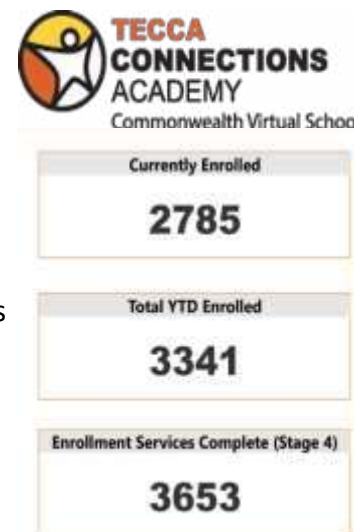 TECCA
CONNECTIONS
ACADEMY
Commonwealth Virtual Schoo
Currently Enrolled
2785
s
Total YTD Enrolled
3341
Enrollment Services Complete (Stage 4)
3653